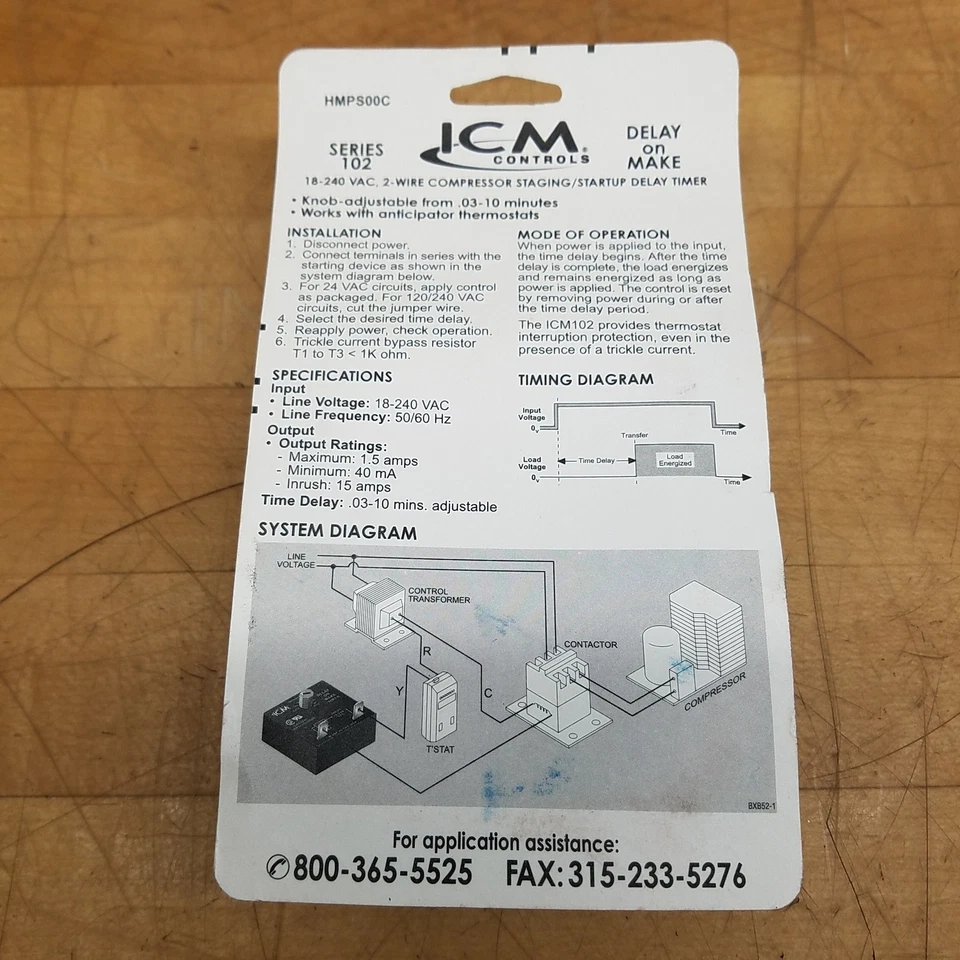 HMPS00C
SERIES
102
ICM®
CONTROLS
DELAY
on
MAKE
18-240 VAC, 2-WIRE COMPRESSOR STAGING/STARTUP DELAY TIMER
• Knob-adjustable from .03-10 minutes
• Works with anticipator thermostats
INSTALLATION
1. Disconnect power.
2. Connect terminals in series with the
starting device as shown in the
system diagram below.
3. For 24 VAC circuits, apply control
as packaged. For 120/240 VAC
circuits, cut the jumper wire.
4. Select the desired time delay.
5. Reapply power, check operation.
6. Trickle current bypass resistor
T1 to T3 < 1K ohm.
MODE OF OPERATION
When power is applied to the input,
the time delay begins. After the time
delay is complete, the load energizes
and remains energized as long as
power is applied. The control is reset
by removing power during or after
the time delay period.
The ICM102 provides thermostat
interruption protection, even in the
presence of a trickle current.
SPECIFICATIONS
Input
• Line Voltage: 18-240 VAC
• Line Frequency: 50/60 Hz
Output
• Output Ratings:
- Maximum: 1.5 amps
- Minimum: 40 mA
- Inrush: 15 amps
Time Delay: .03-10 mins. adjustable
TIMING DIAGRAM
Input
Voltage
0v
Time
Transfer
Load
Voltage
Time Delay
Load
Energized
0v
Time
SYSTEM DIAGRAM
LINE
VOLTAGE
CONTROL
TRANSFORMER
R
Y
C
CONTACTOR
COMPRESSOR
ICM
T'STAT
BXB52-1
For application assistance:
✆800-365-5525 FAX: 315-233-5276